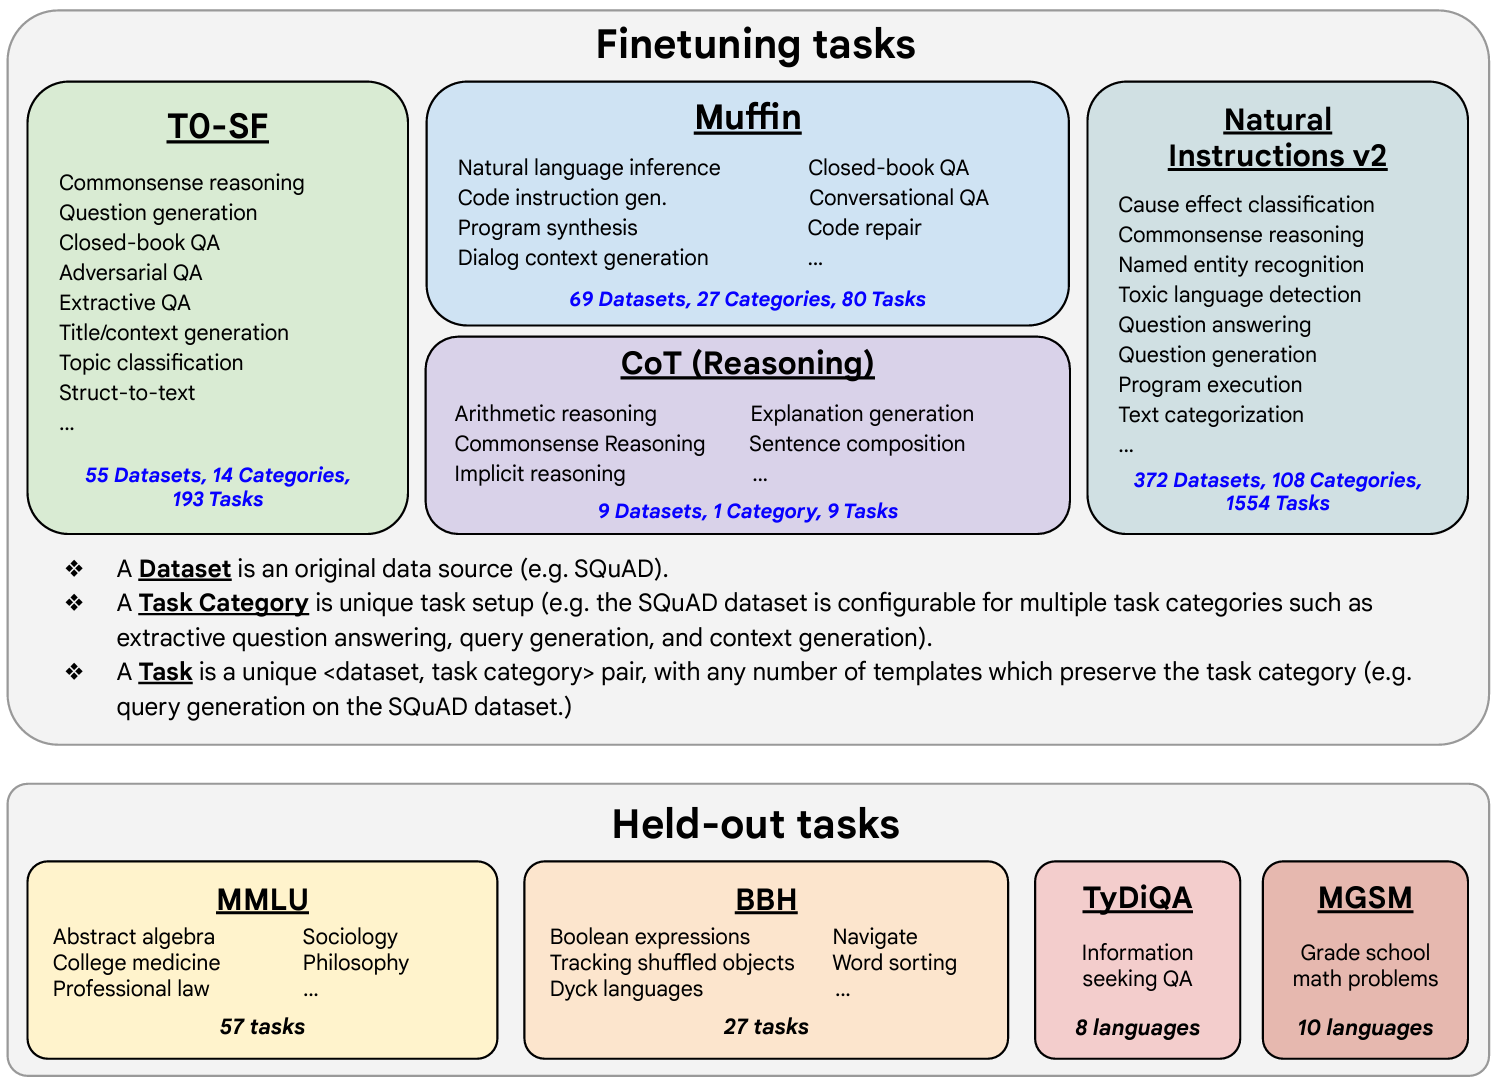 Finetuning tasks
T0-SF
Commonsense reasoning
Question generation
Closed-book QA
Adversarial QA
Extractive QA
Title/context generation
Topic classification
Struct-to-text
...
55 Datasets, 14 Categories,
193 Tasks
Muffin
Natural language inference
Code instruction gen.
Program synthesis
Dialog context generation
Closed-book QA
Conversational QA
Code repair
...
69 Datasets, 27 Categories, 80 Tasks
CoT (Reasoning)
Arithmetic reasoning
Commonsense Reasoning
Implicit reasoning
Explanation generation
Sentence composition
...
9 Datasets, 1 Category, 9 Tasks
Natural
Instructions v2
Cause effect classification
Commonsense reasoning
Named entity recognition
Toxic language detection
Question answering
Question generation
Program execution
Text categorization
...
372 Datasets, 108 Categories,
1554 Tasks
❖ A Dataset is an original data source (e.g. SQuAD).
❖ A Task Category is unique task setup (e.g. the SQuAD dataset is configurable for multiple task categories such as
extractive question answering, query generation, and context generation).
❖ A Task is a unique <dataset, task category> pair, with any number of templates which preserve the task category (e.g.
query generation on the SQuAD dataset.)
Held-out tasks
MMLU
Abstract algebra
College medicine
Professional law
Sociology
Philosophy
...
57 tasks
BBH
Boolean expressions
Tracking shuffled objects
Dyck languages
Navigate
Word sorting
...
27 tasks
TyDiQA
Information
seeking QA
8 languages
MGSM
Grade school
math problems
10 languages